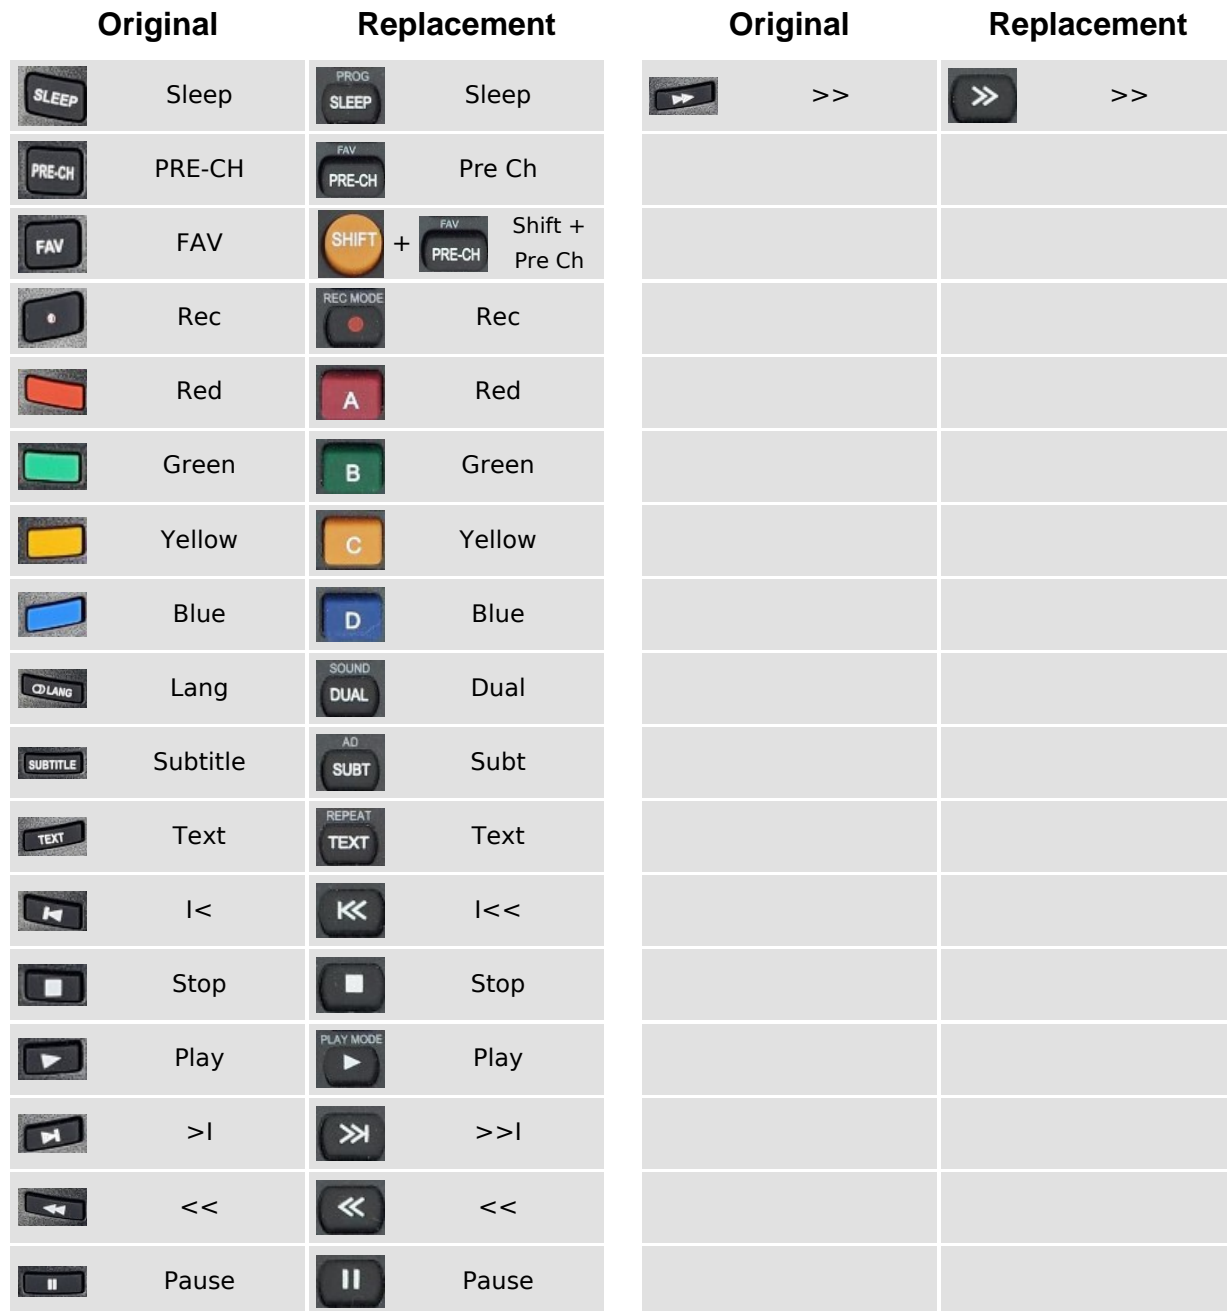 Original Replacement Original Replacement
SLEEP Sleep PROG SLEEP Sleep >> >>
PRE-CH PRE-CH FAV PRE-CH Pre Ch
FAV FAV SHIFT + FAV PRE-CH Shift + Pre Ch
Rec REC MODE Rec
Red A Red
Green B Green
Yellow C Yellow
Blue D Blue
LANG Lang SOUND DUAL Dual
SUBTITLE Subtitle AD SUBT Subt
TEXT Text REPEAT TEXT Text
I< I<<
Stop Stop
Play PLAY MODE Play
>I >>I
<< <<
Pause Pause